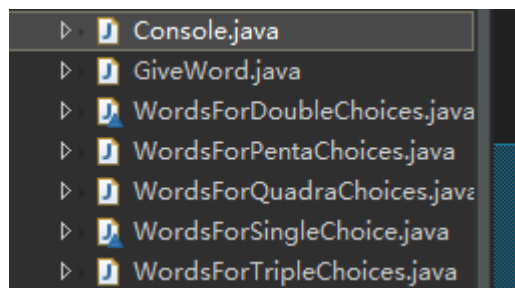 Console.java
GiveWord.java
WordsForDoubleChoices.java
WordsForPentaChoices.java
WordsForQuadraChoices.java
WordsForSingleChoice.java
WordsForTripleChoices.java